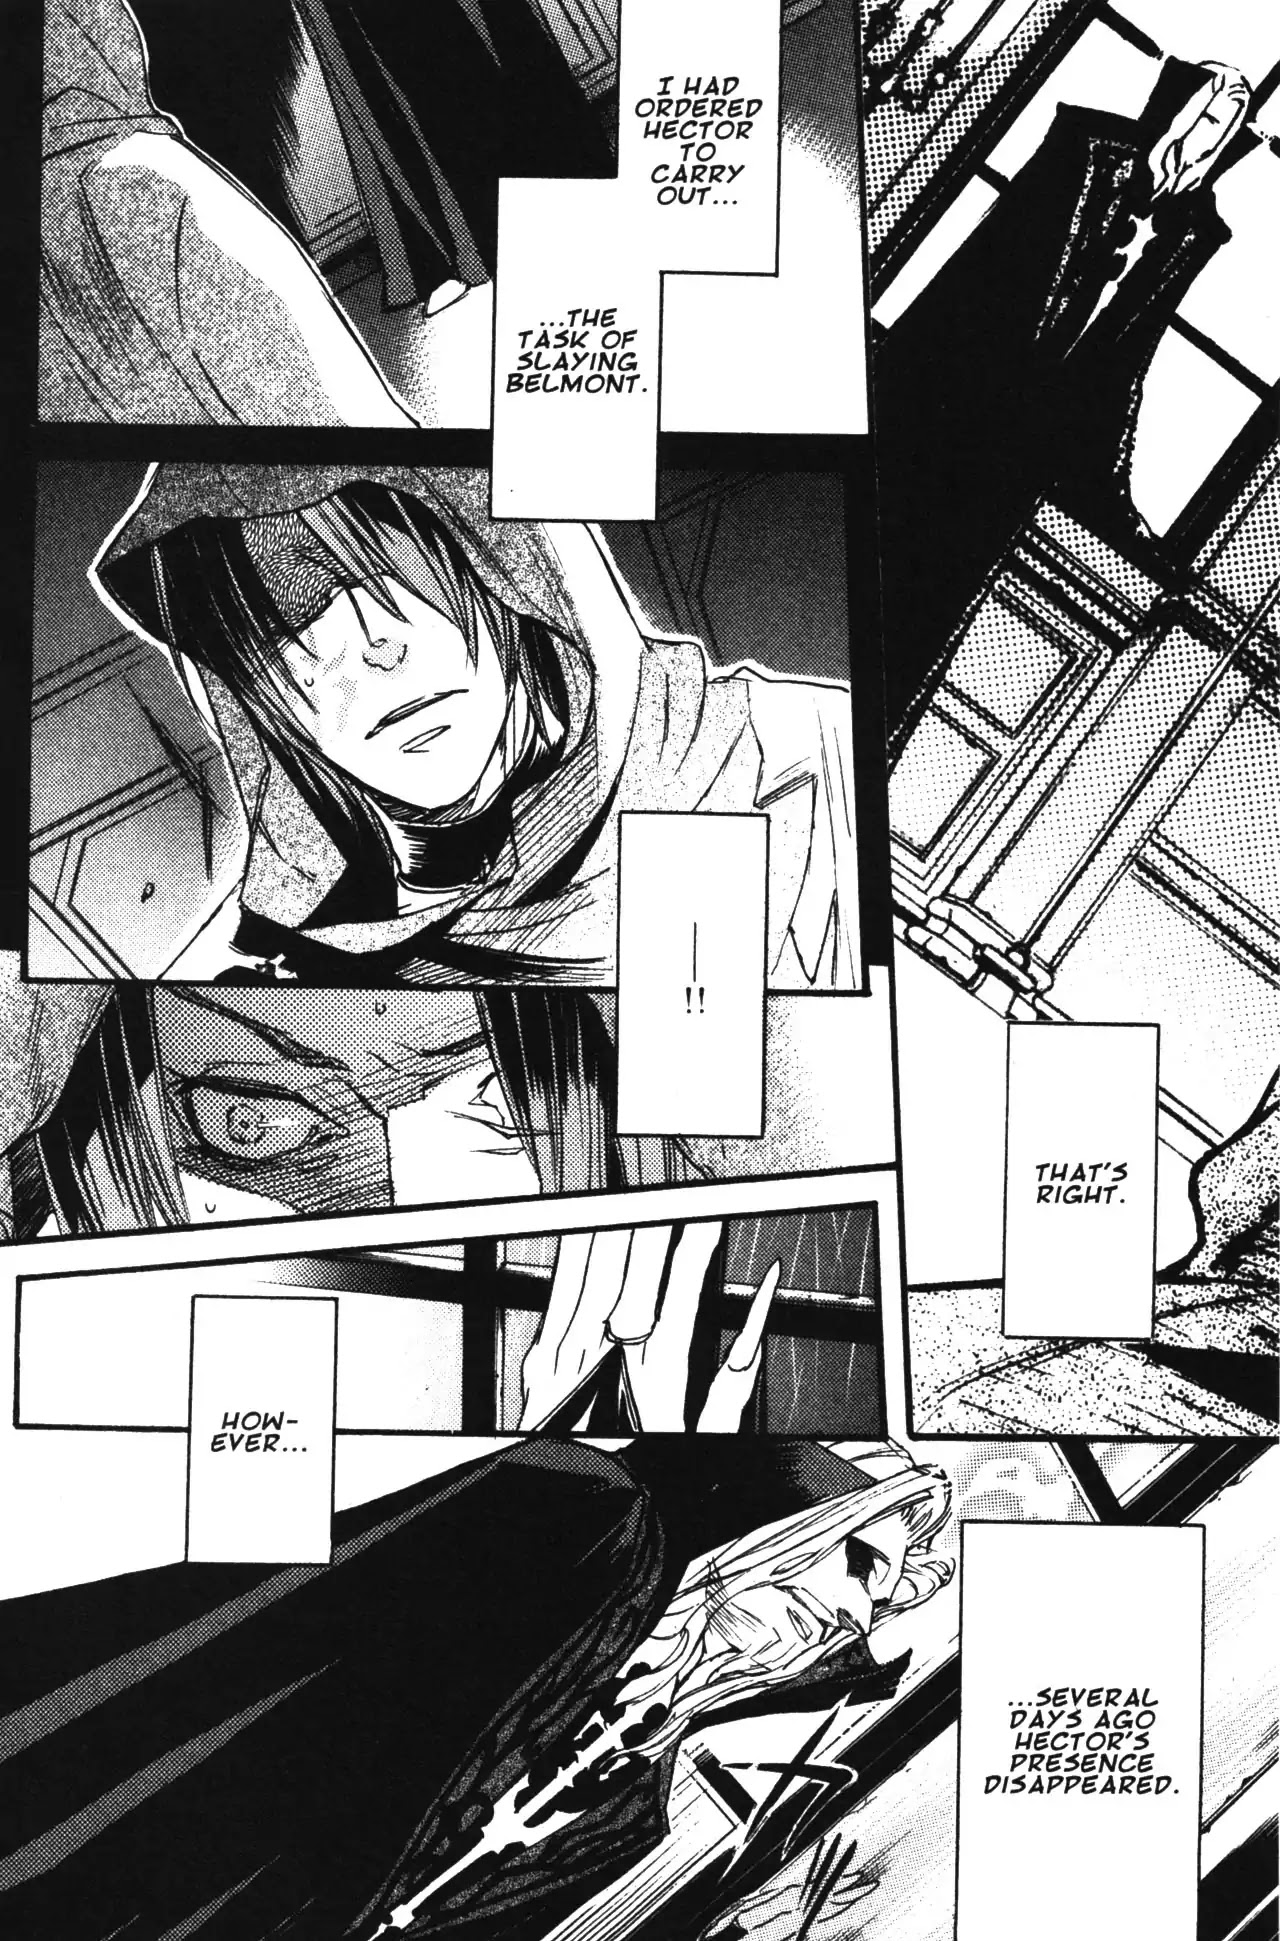 THAT'S
RIGHT.
I HAD
ORDERED
HECTOR
TO
CARRY
OUT...
...THE
TASK OF
SLAYING
BELMONT.
—!!
HOW-
EVER...
...SEVERAL
DAYS AGO
HECTOR'S
PRESENCE
DISAPPEARED.